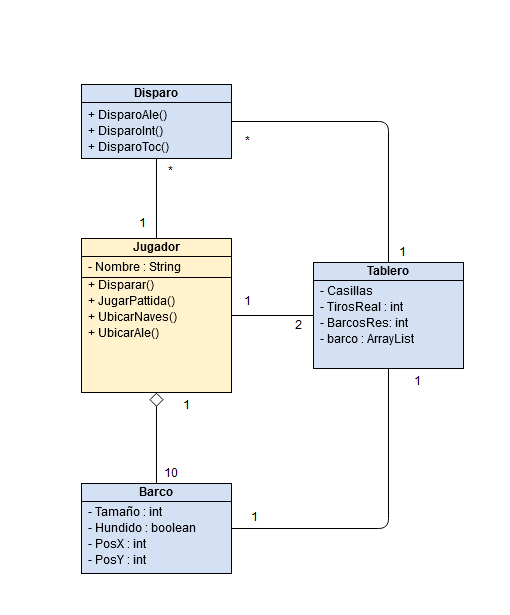 Disparo
+ DisparoAle()
+ DisparoInt()
+ DisparoToc()
*
*
1
1
Jugador
- Nombre : String
+ Disparar()
+ JugarPattida()
+ UbicarNaves()
+ UbicarAle()
1
2
Tablero
- Casillas
- TirosReal : int
- BarcosRes: int
- barco : ArrayList
1
1
10
Barco
- Tamaño : int
- Hundido : boolean
- PosX : int
- PosY : int
1